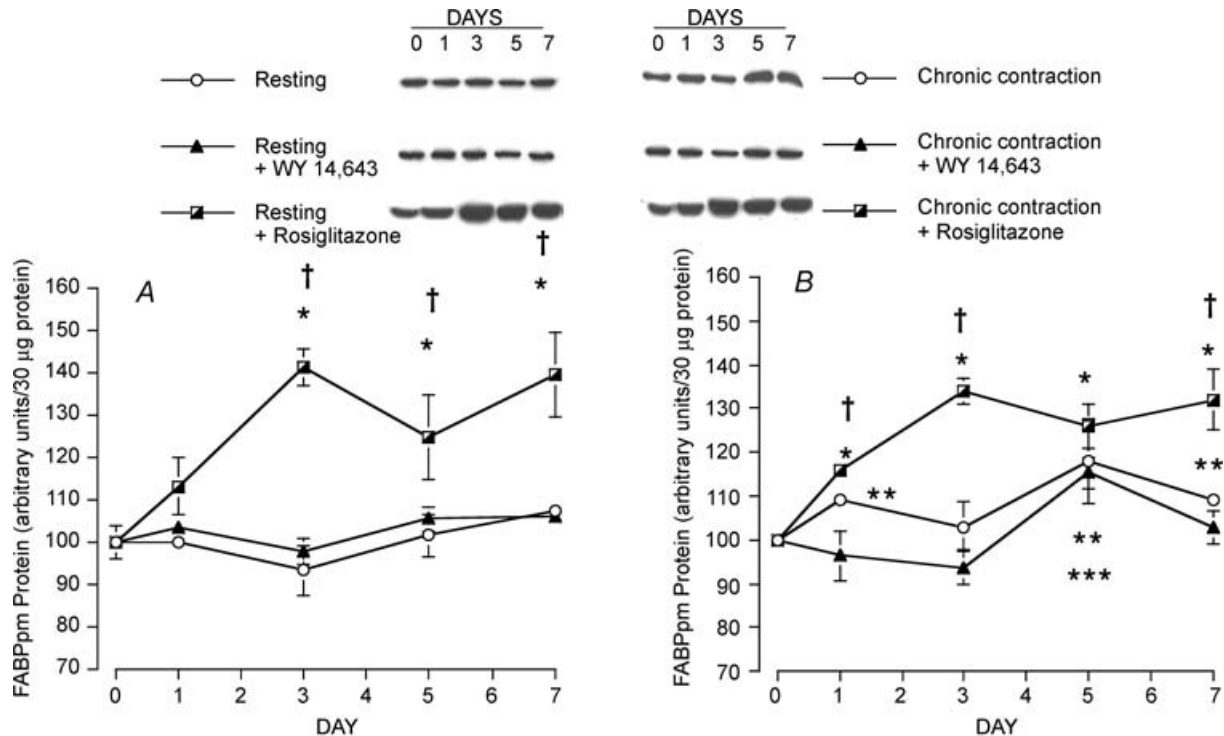 DAYS
0 1 3 5 7
Resting
Resting
+ WY 14,643
Resting
+ Rosiglitazone
DAYS
0 1 3 5 7
Chronic contraction
Chronic contraction
+ WY 14,643
Chronic contraction
+ Rosiglitazone
A
FABPpm Protein (arbitrary units/30 µg protein)
160
150
140
130
120
110
100
90
80
70
† † †
* * *
0 1 2 3 4 5 6 7
DAY
B
FABPpm Protein (arbitrary units/30 µg protein)
160
150
140
130
120
110
100
90
80
70
† † †
* * * *
** ** **
***
0 1 2 3 4 5 6 7
DAY